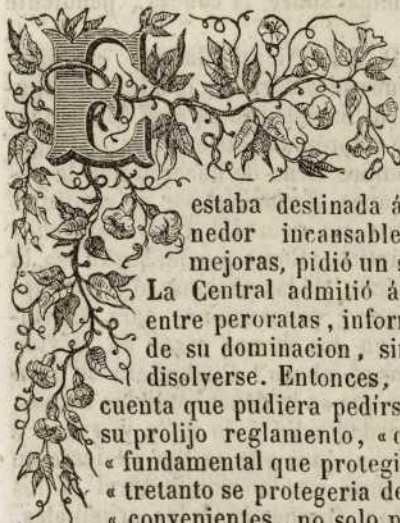 E
estaba destinada á
nedor incansable
mejoras, pidió un s
La Central admitió á
entre peroratas, infor
de su dominacion, sin
disolverse. Entonces,
cuenta que pudiera pedirs
su prolijo reglamento, «
« fundamental que protegi
« tretanto se protegeria de
« convenientes, no solo